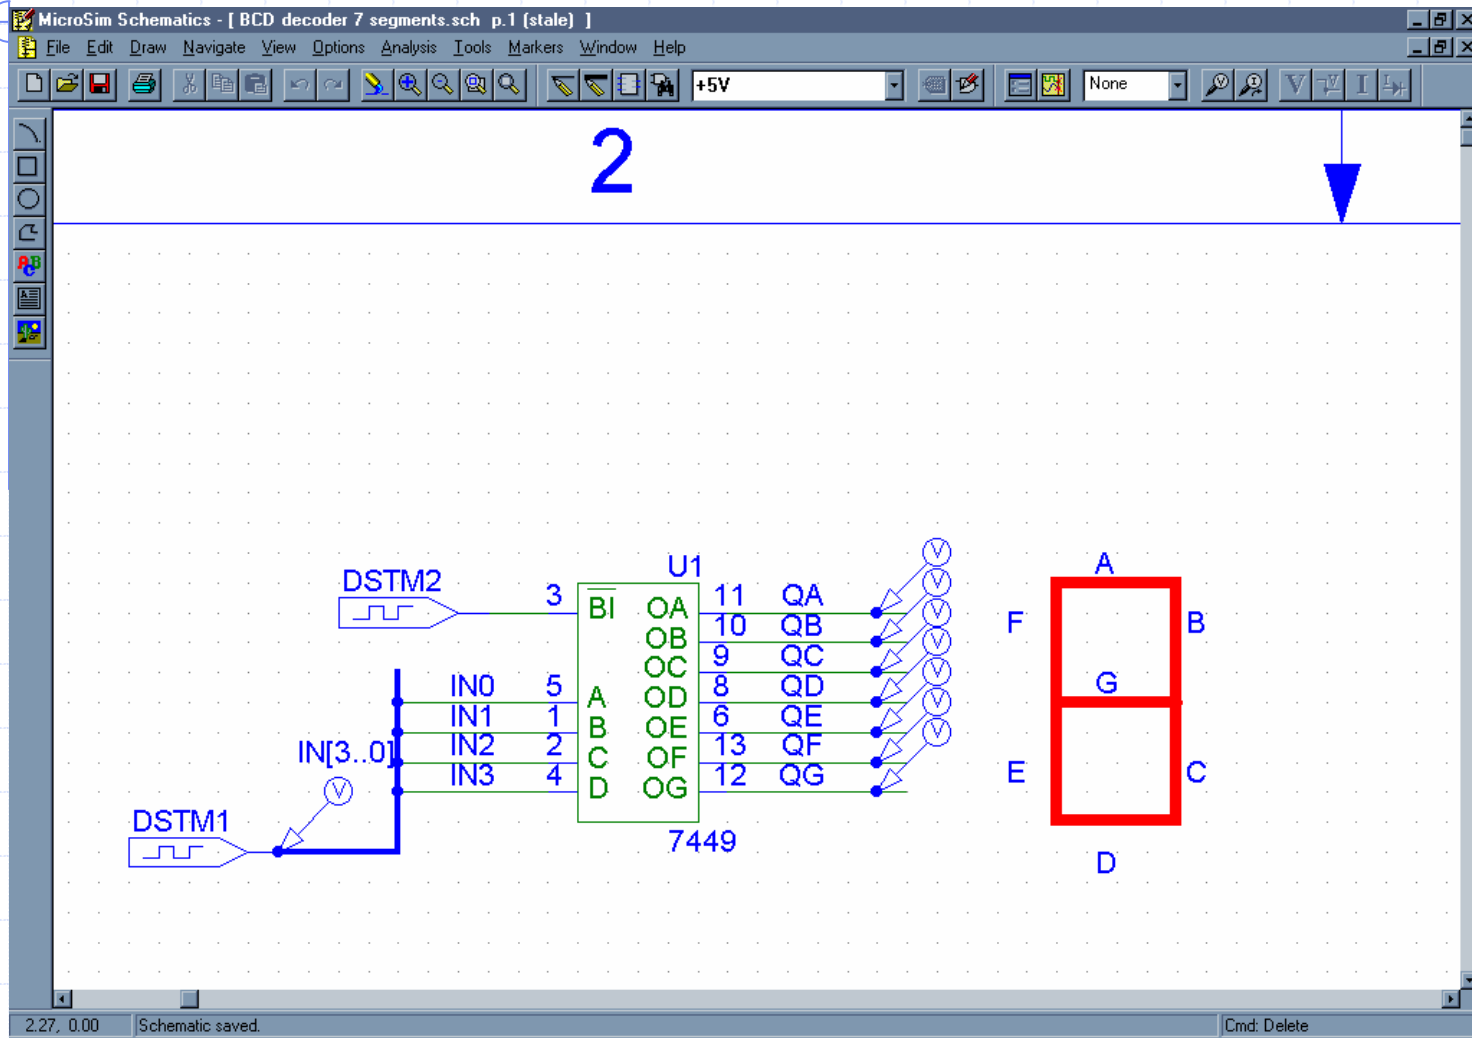 MicroSim Schematics - [ BCD decoder 7 segments.sch p.1 (stale) ]
File Edit Draw Navigate View Options Analysis Tools Markers Window Help
+5V
None
V
I
ABC
2
DSTM2
3
BI
U1
OA 11 QA
OB 10 QB
OC 9 QC
IN0 5 A OD 8 QD
IN1 1 B OE 6 QE
IN2 2 C OF 13 QF
IN3 4 D OG 12 QG
IN[3..0]
V
V
V
V
V
V
V
V
DSTM1
7449
A
F B
G
E C
D
2.27, 0.00 Schematic saved. Cmd: Delete